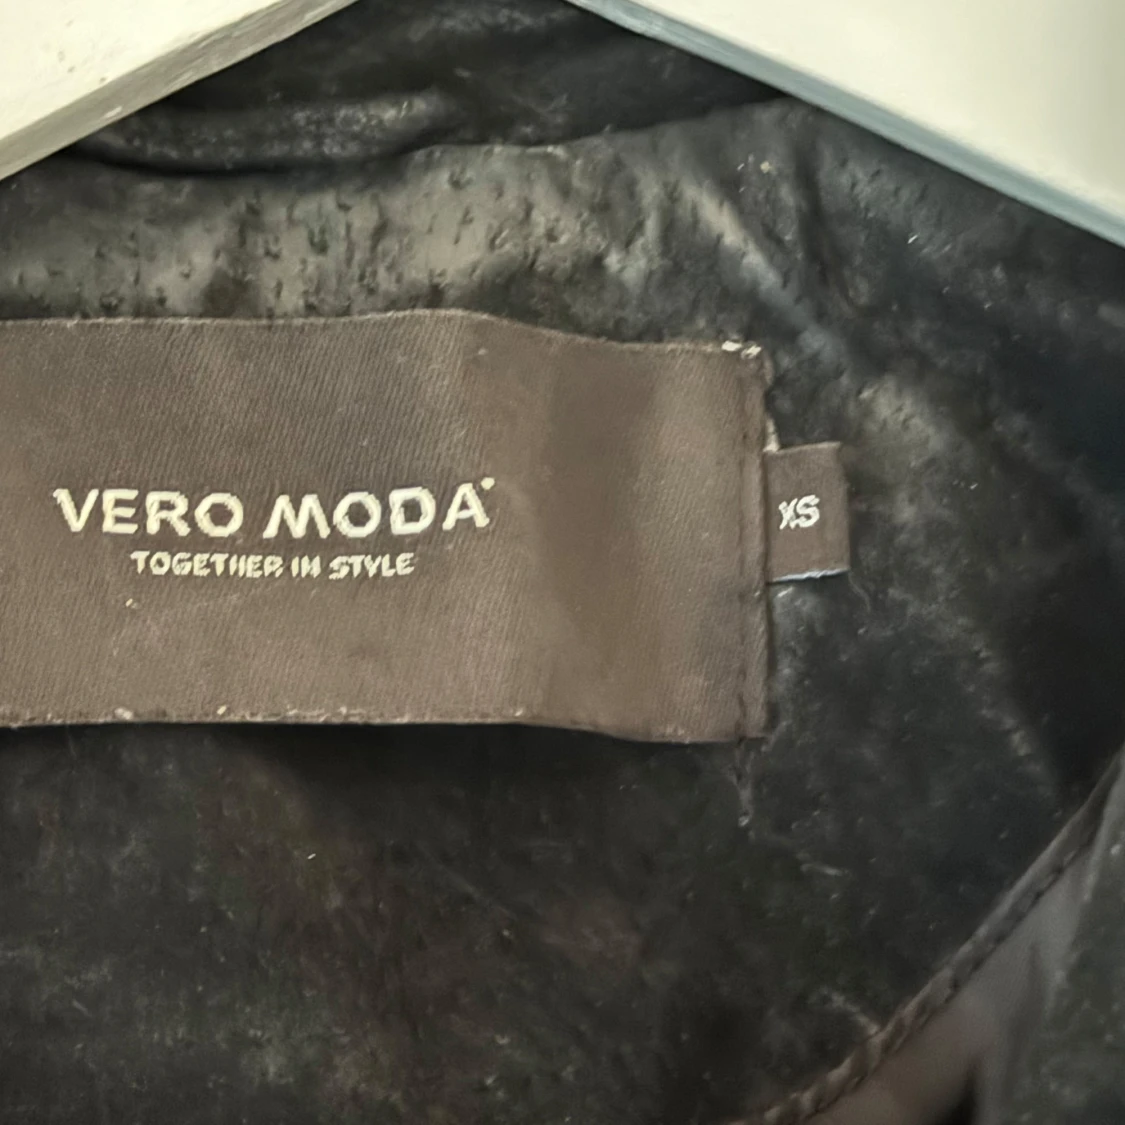 VERO MODA
TOGETHER IN STYLE
XS